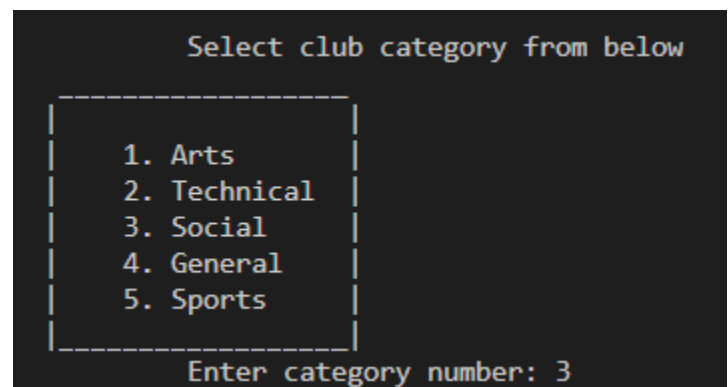 Select club category from below
1. Arts
2. Technical
3. Social
4. General
5. Sports
Enter category number: 3